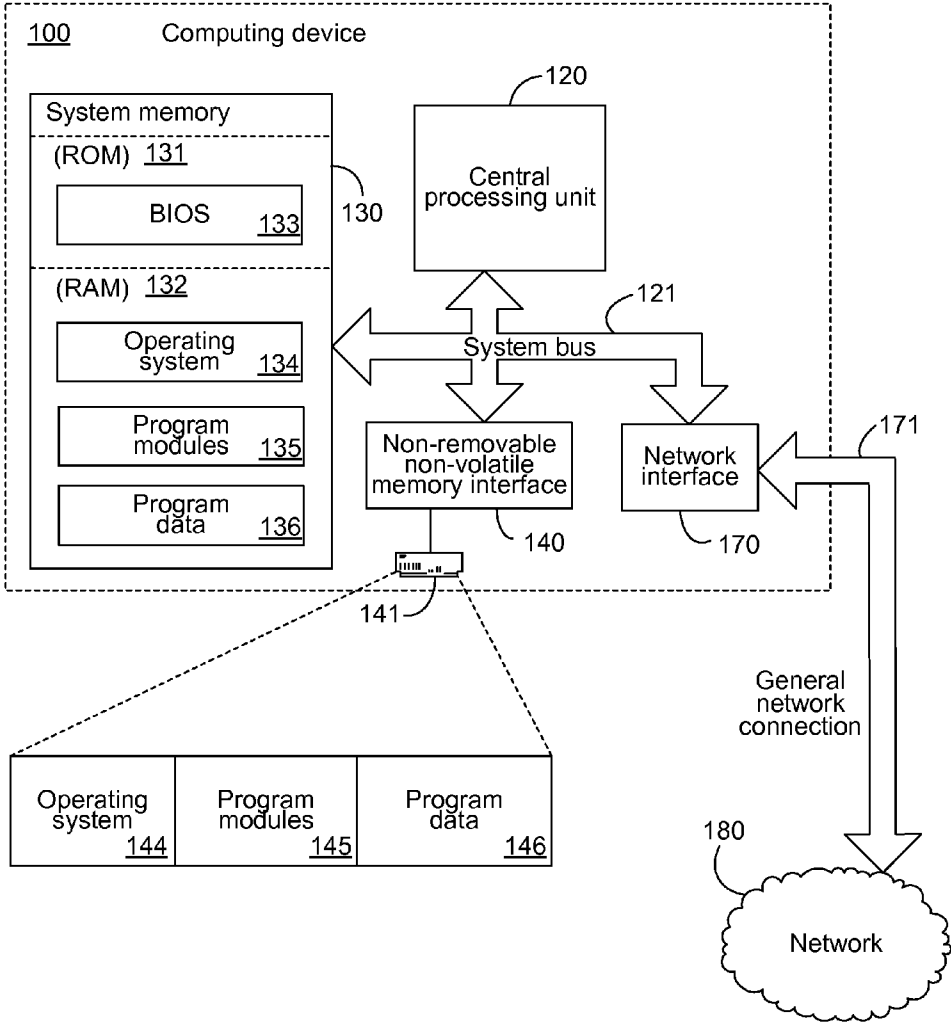 100 Computing device
120
System memory
(ROM) 131
BIOS 133
130
Central
processing unit
(RAM) 132
Operating
system 134
Program
modules 135
Program
data 136
121
System bus
Non-removable
non-volatile
memory interface
140
141
Network
interface
170
171
General
network
connection
Operating
system 144
Program
modules 145
Program
data 146
180
Network